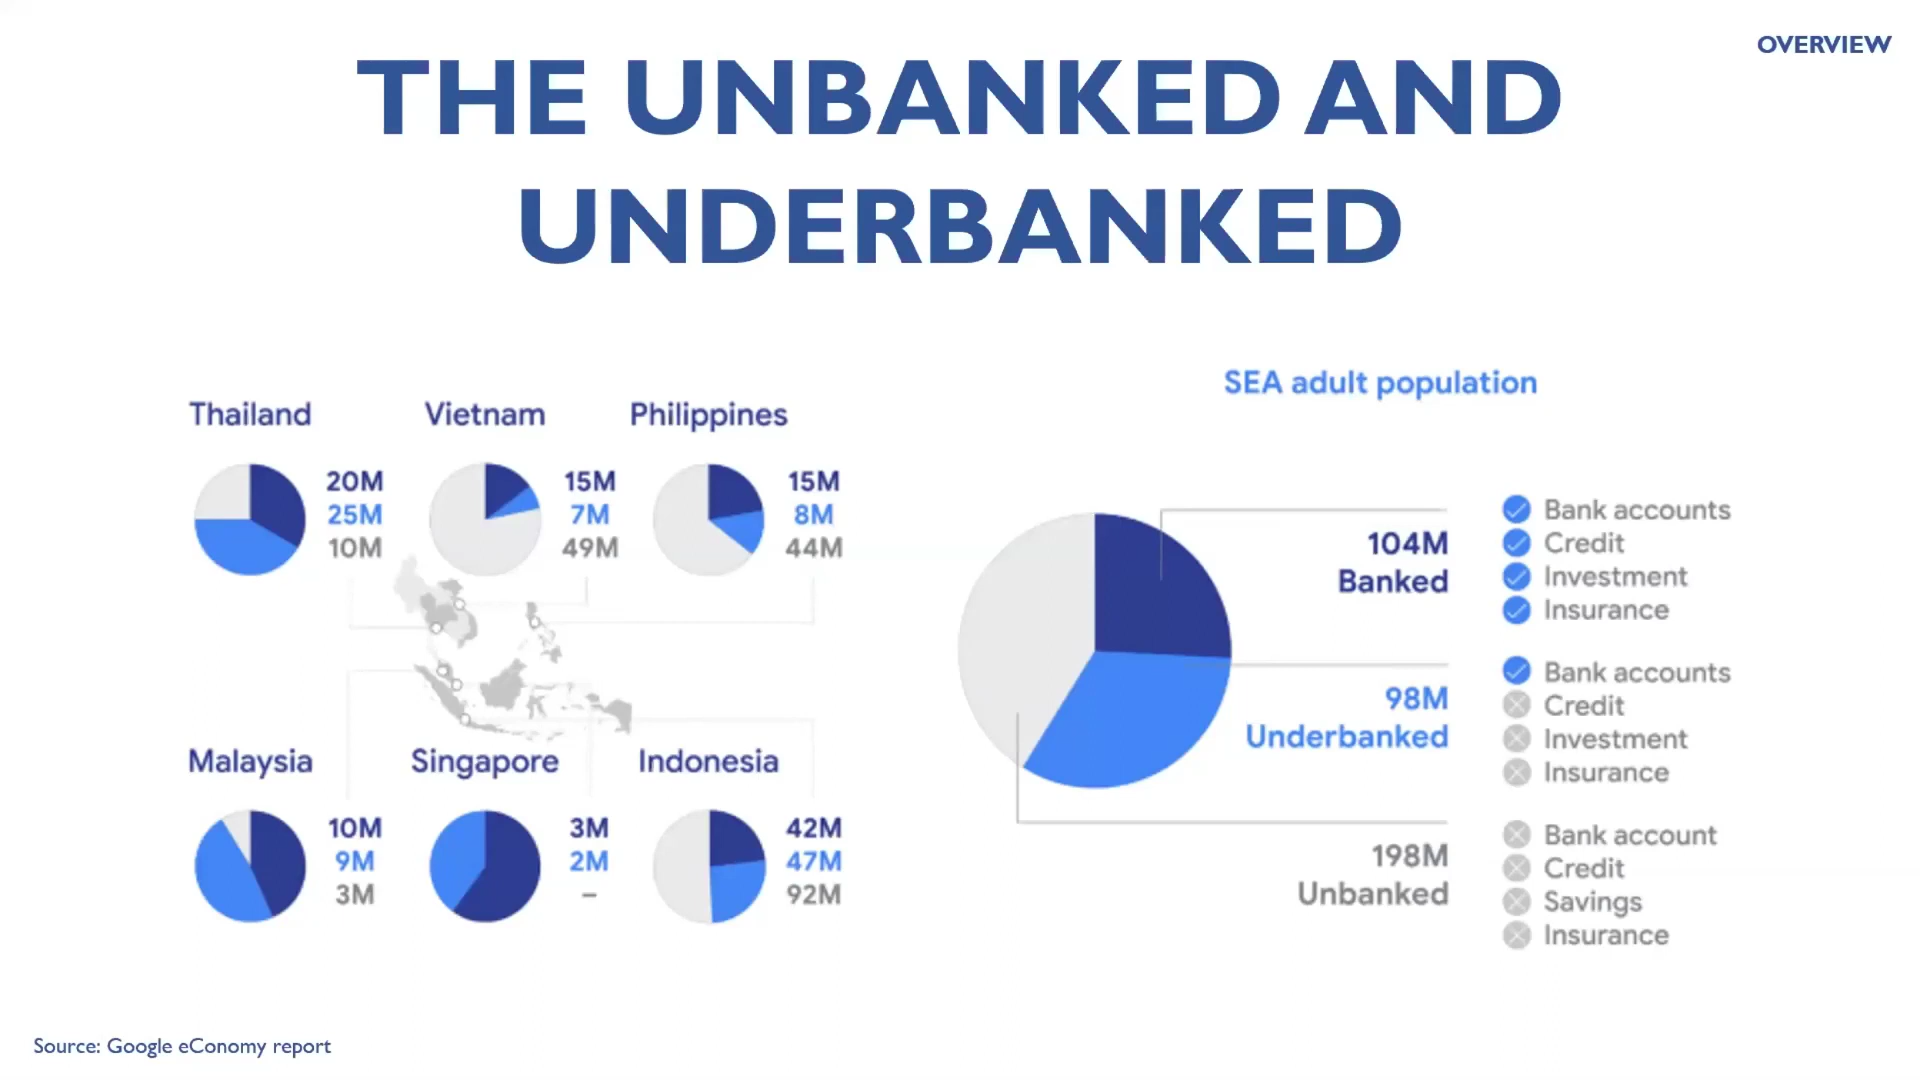 OVERVIEW
THE UNBANKED AND
UNDERBANKED
Thailand
20M
25M
10M
Vietnam
15M
7M
49M
Philippines
15M
8M
44M
Malaysia
10M
9M
3M
Singapore
3M
2M
–
Indonesia
42M
47M
92M
SEA adult population
104M
Banked
Bank accounts
Credit
Investment
Insurance
98M
Underbanked
Bank accounts
Credit
Investment
Insurance
198M
Unbanked
Bank account
Credit
Savings
Insurance
Source: Google eConomy report